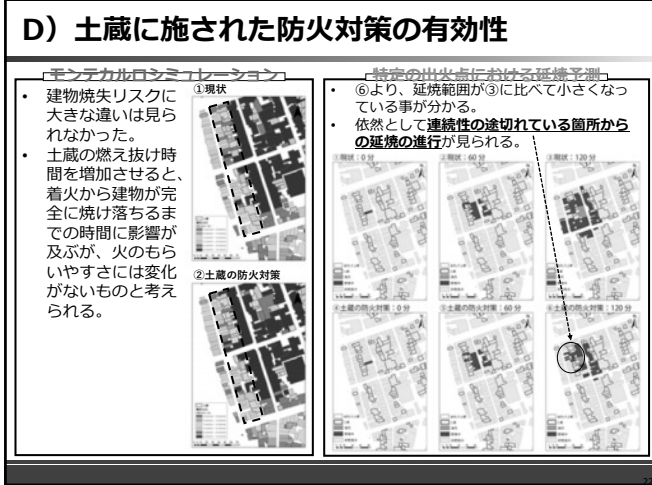 D）土蔵に施された防火対策の有効性
モンテカルロシミュレーション
• 建物焼失リスクに
大きな違いは見ら
れなかった。
• 土蔵の燃え抜け時
間を増加させると、
着火から建物が完
全に焼け落ちるま
での時間に影響が
及ぶが、火のもら
いやすさには変化
がないものと考え
られる。
①現状
②土蔵の防火対策
特定の出火点における延焼予測
• ⑥より、延焼範囲が③に比べて小さくなっ
ている事が分かる。
• 依然として連続性の途切れている箇所から
の延焼の進行が見られる。
①現状：0分
②現状：60分
③現状：120分
④土蔵の防火対策：0分
⑤土蔵の防火対策：60分
⑥土蔵の防火対策：120分